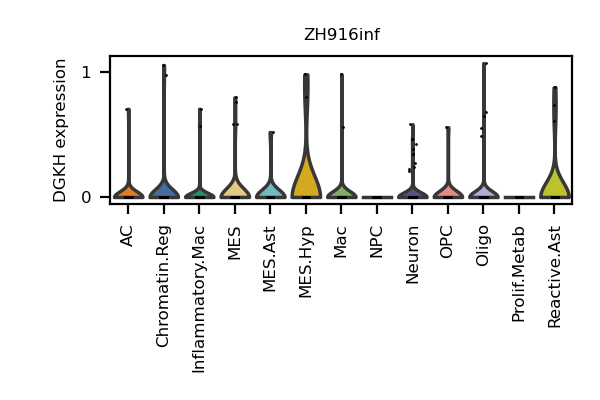 ZH916inf
DGKH expression
1
0
AC
Chromatin.Reg
Inflammatory.Mac
MES
MES.Ast
MES.Hyp
Mac
NPC
Neuron
OPC
Oligo
Prolif.Metab
Reactive.Ast